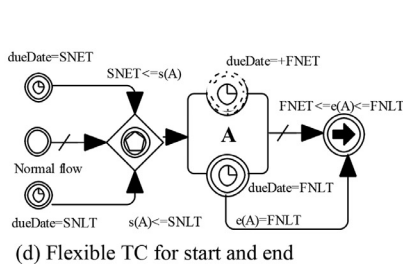 dueDate=SNET
dueDate=+FNET
SNET<=s(A)
FNET<=e(A)<=FNLT
A
Normal flow
dueDate=FNLT
dueDate=SNLT
s(A)<=SNLT
e(A)=FNLT
(d) Flexible TC for start and end